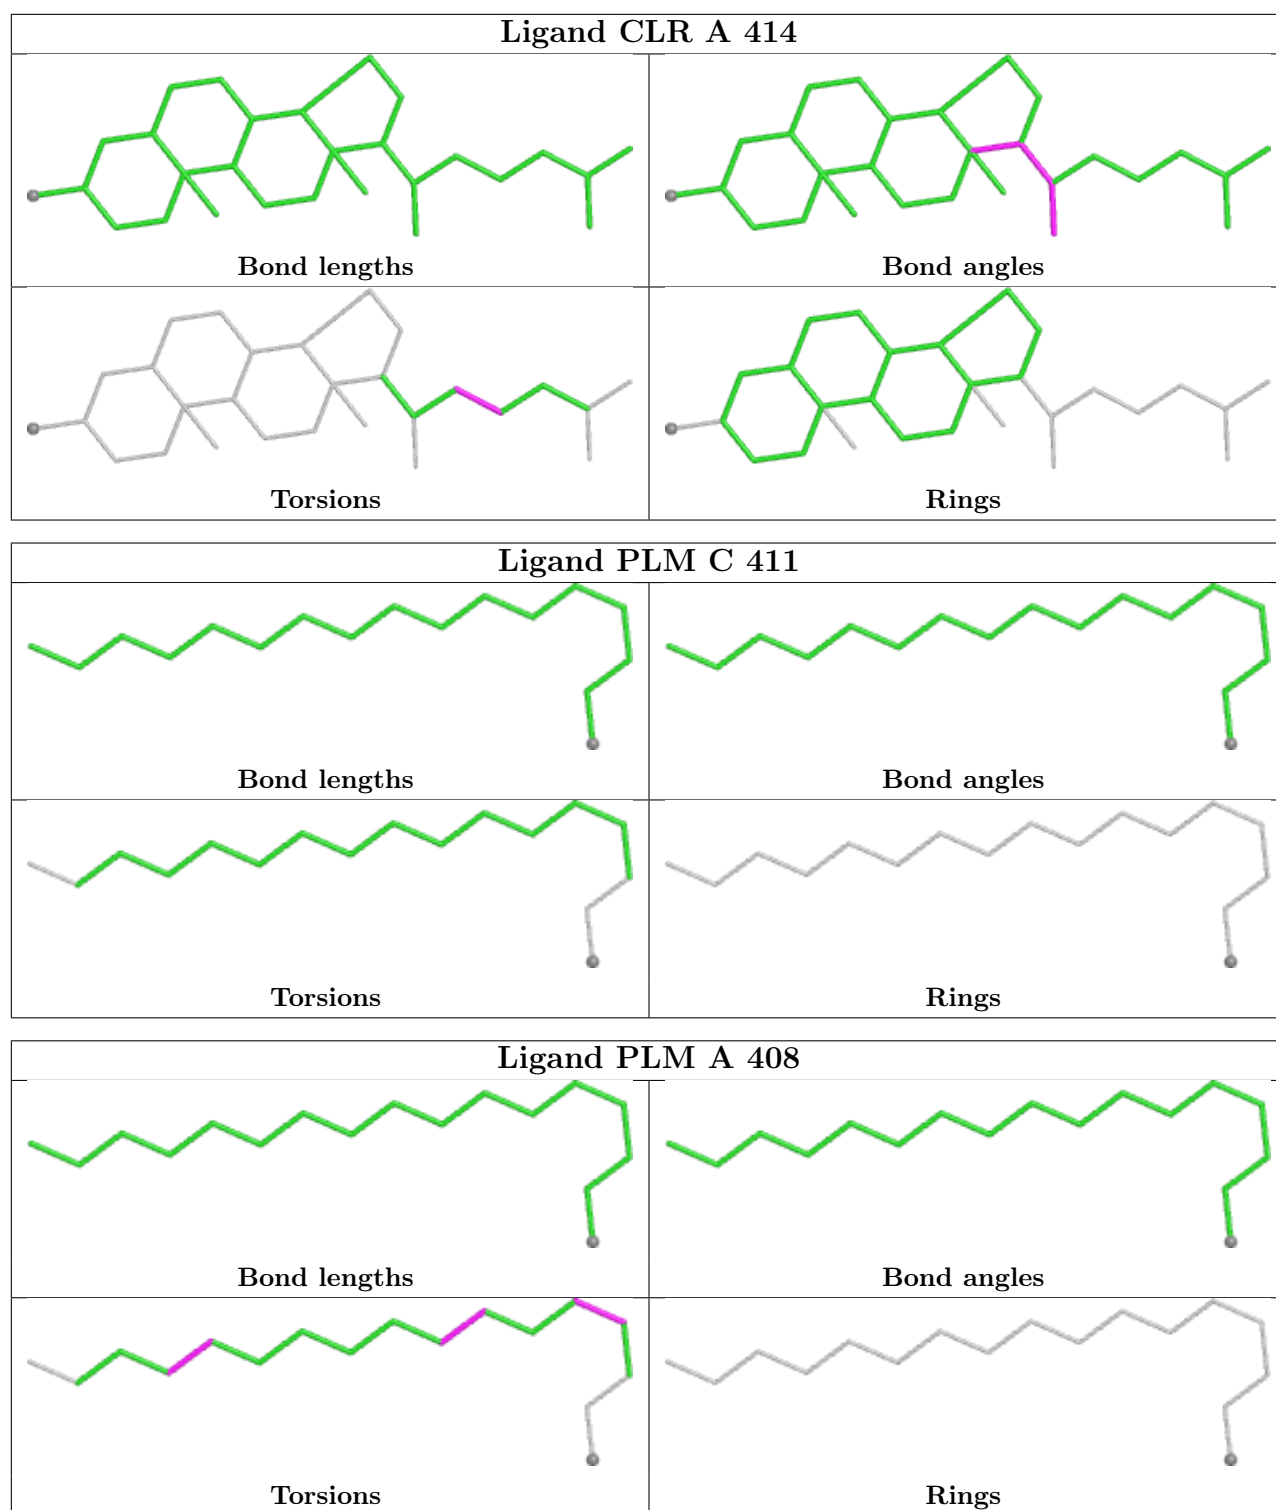 Ligand CLR A 414
Bond lengths
Bond angles
Torsions
Rings
Ligand PLM C 411
Bond lengths
Bond angles
Torsions
Rings
Ligand PLM A 408
Bond lengths
Bond angles
Torsions
Rings